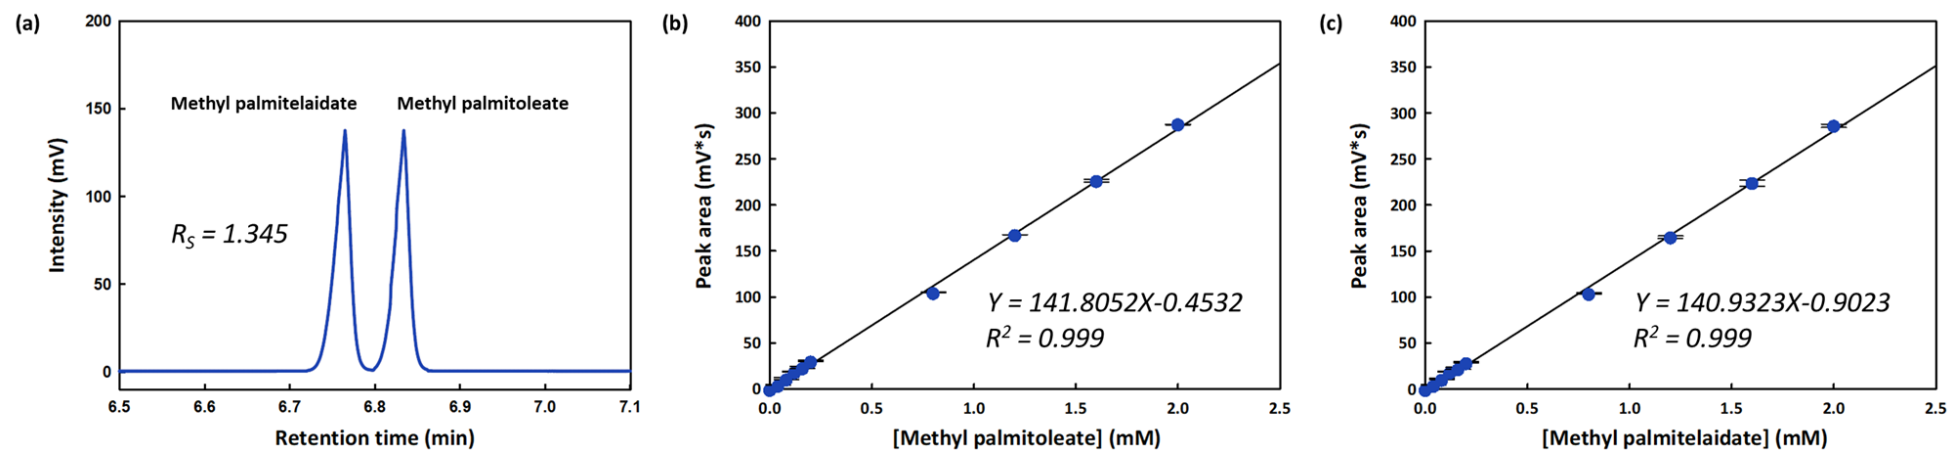 (a)
200
150
100
50
0
Intensity (mV)
Methyl palmitelaidate
Methyl palmitoleate
R_S = 1.345
6.5 6.6 6.7 6.8 6.9 7.0 7.1
Retention time (min)
(b)
400
350
300
250
200
150
100
50
0
Peak area (mV*s)
Y = 141.8052X-0.4532
R² = 0.999
0.0 0.5 1.0 1.5 2.0 2.5
[Methyl palmitoleate] (mM)
(c)
400
350
300
250
200
150
100
50
0
Peak area (mV*s)
Y = 140.9323X-0.9023
R² = 0.999
0.0 0.5 1.0 1.5 2.0 2.5
[Methyl palmitelaidate] (mM)